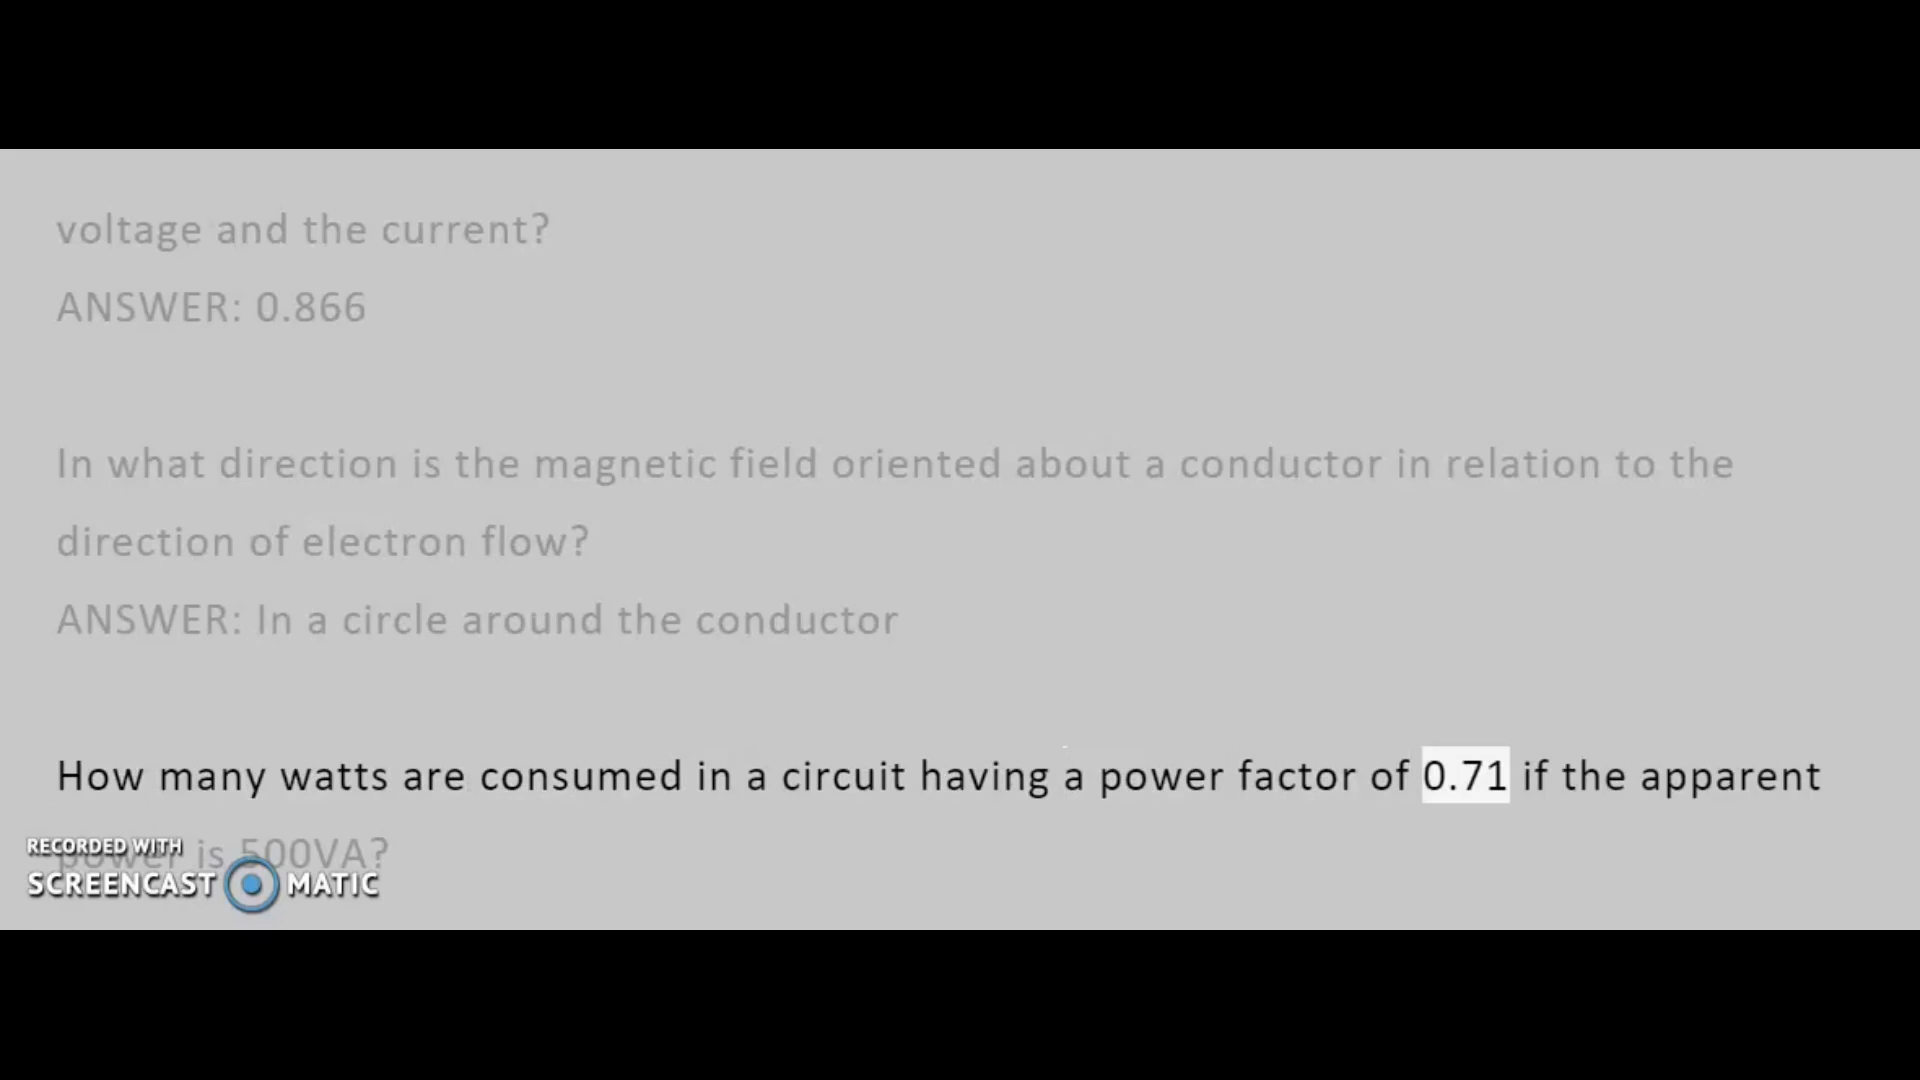 voltage and the current?
ANSWER: 0.866
In what direction is the magnetic field oriented about a conductor in relation to the
direction of electron flow?
ANSWER: In a circle around the conductor
How many watts are consumed in a circuit having a power factor of 0.71 if the apparent
power is 500VA?
RECORDED WITH
SCREENCAST MATIC